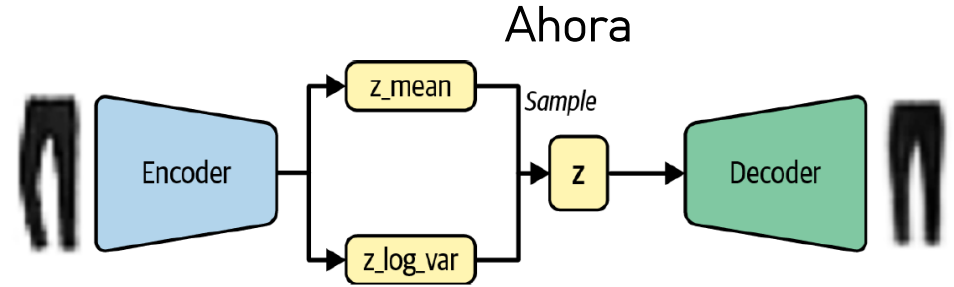 Ahora
z_mean
Sample
Encoder
z
Decoder
z_log_var